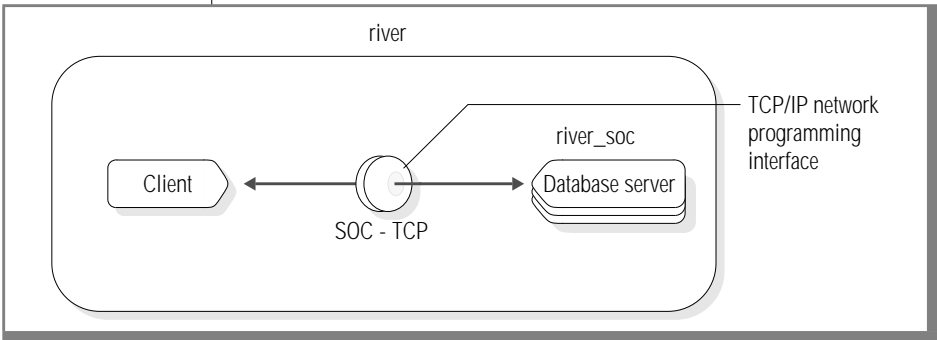 river
TCP/IP network
programming
interface
river_soc
Client
Database server
SOC - TCP